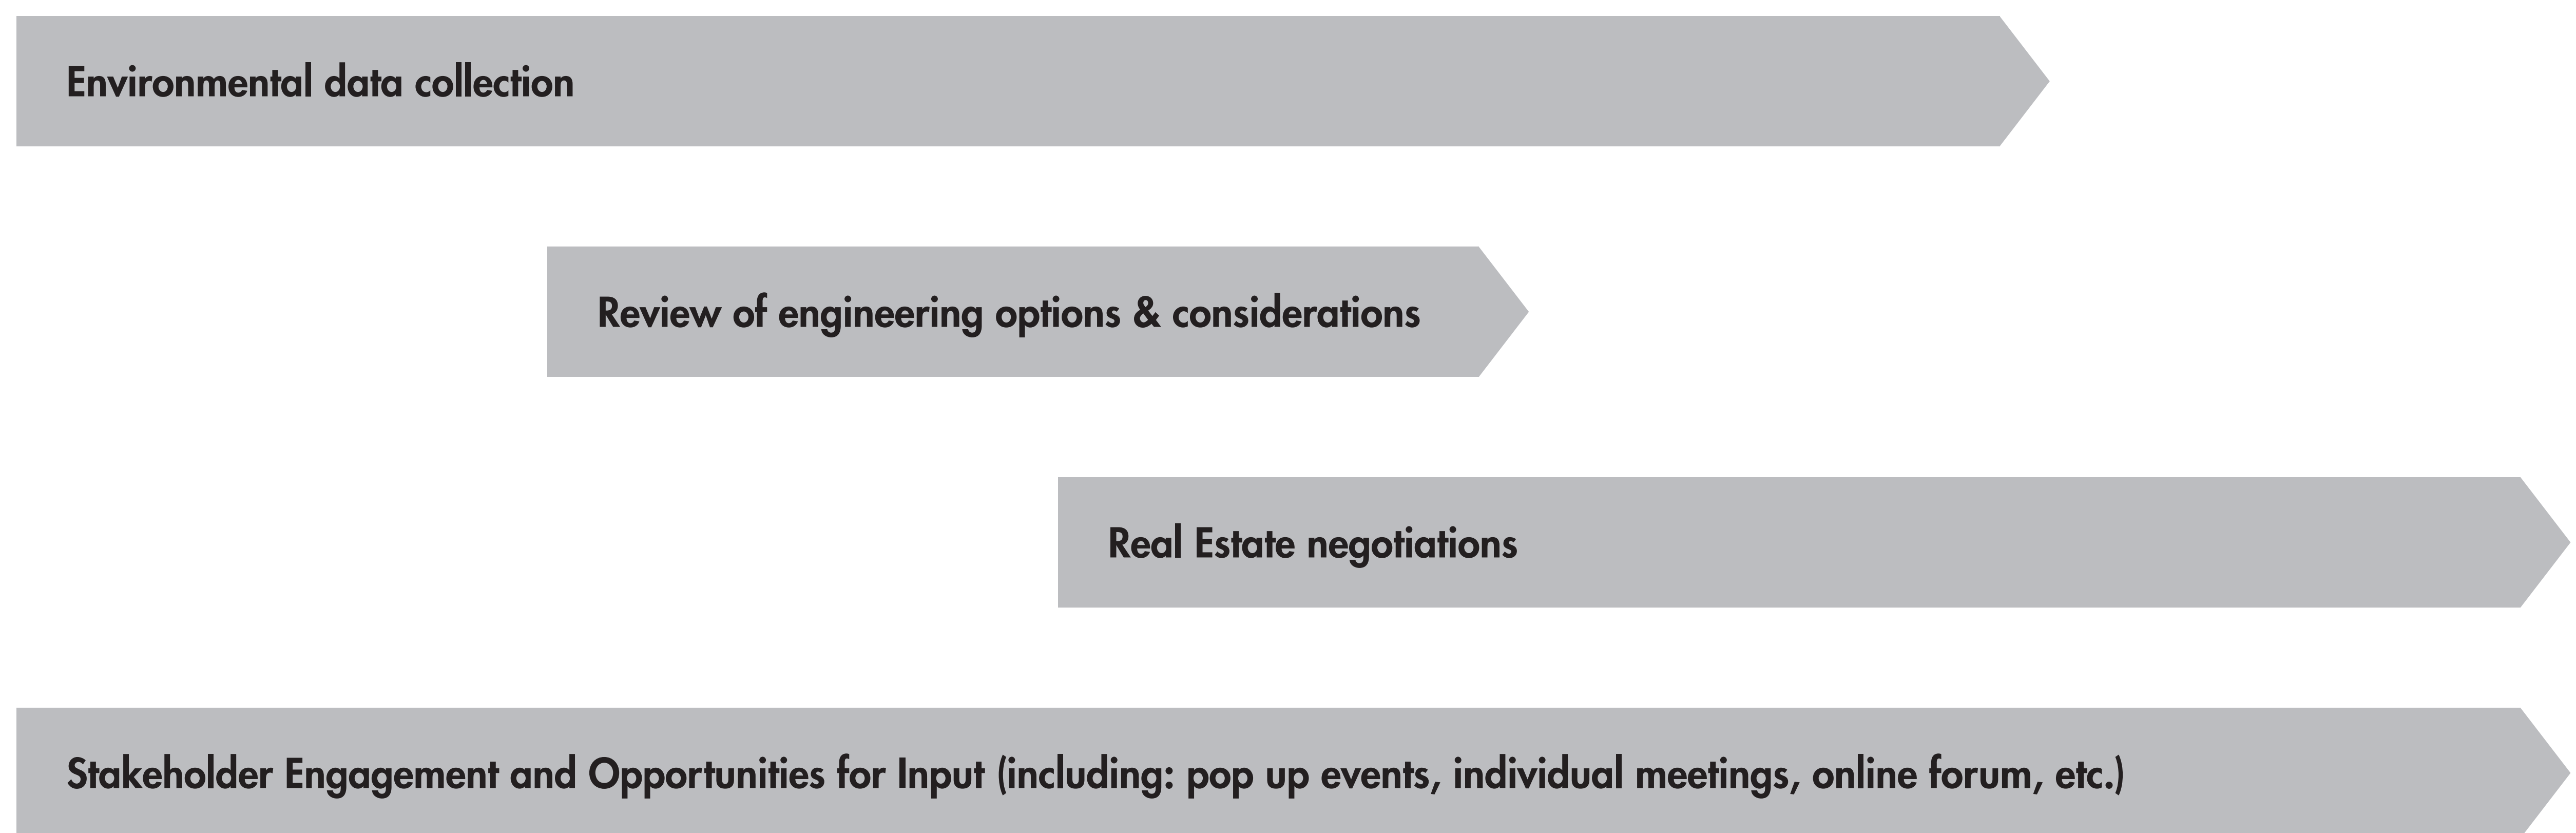 Environmental data collection
Review of engineering options & considerations
Real Estate negotiations
Stakeholder Engagement and Opportunities for Input (including: pop up events, individual meetings, online forum, etc.)